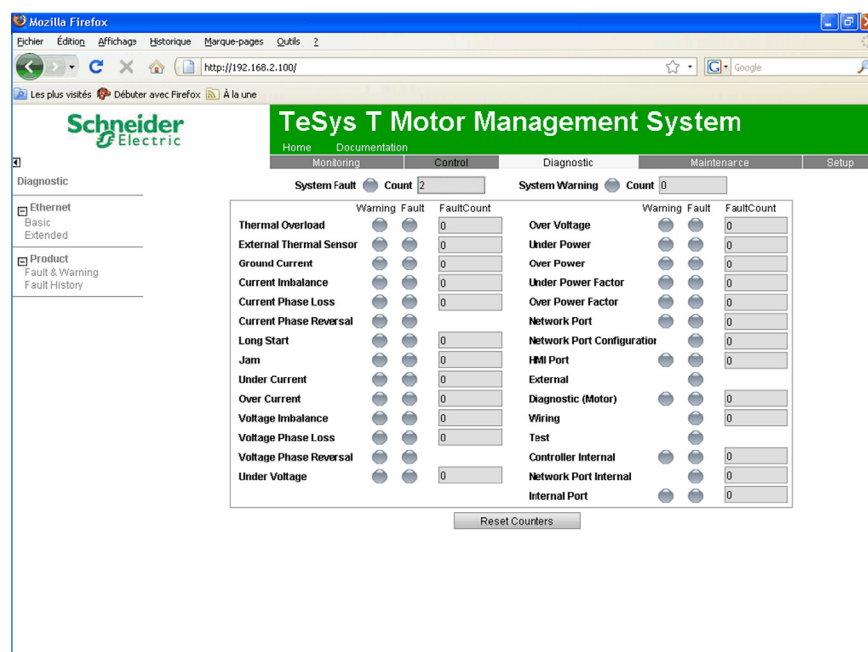 Mozilla Firefox
Fichier Édition Affichage Historique Marque-pages Outils ?
http://192.168.2.100/
Google
Les plus visités Débuter avec Firefox À la une
Schneider Electric
TeSys T Motor Management System
Home Documentation
Monitoring Control Diagnostic Maintenance Setup
Diagnostic
System Fault Count 2 System Warning Count 0
Ethernet
Basic
Extended
Product
Fault & Warning
Fault History
Warning Fault FaultCount Warning Fault FaultCount
Thermal Overload 0 Over Voltage 0
External Thermal Sensor 0 Under Power 0
Ground Current 0 Over Power 0
Current Imbalance 0 Under Power Factor 0
Current Phase Loss 0 Over Power Factor 0
Current Phase Reversal Network Port 0
Long Start 0 Network Port Configuration 0
Jam 0 HMI Port 0
Under Current 0 External
Over Current 0 Diagnostic (Motor) 0
Voltage Imbalance 0 Wiring 0
Voltage Phase Loss 0 Test
Voltage Phase Reversal Controller Internal 0
Under Voltage 0 Network Port Internal 0
Internal Port 0
Reset Counters